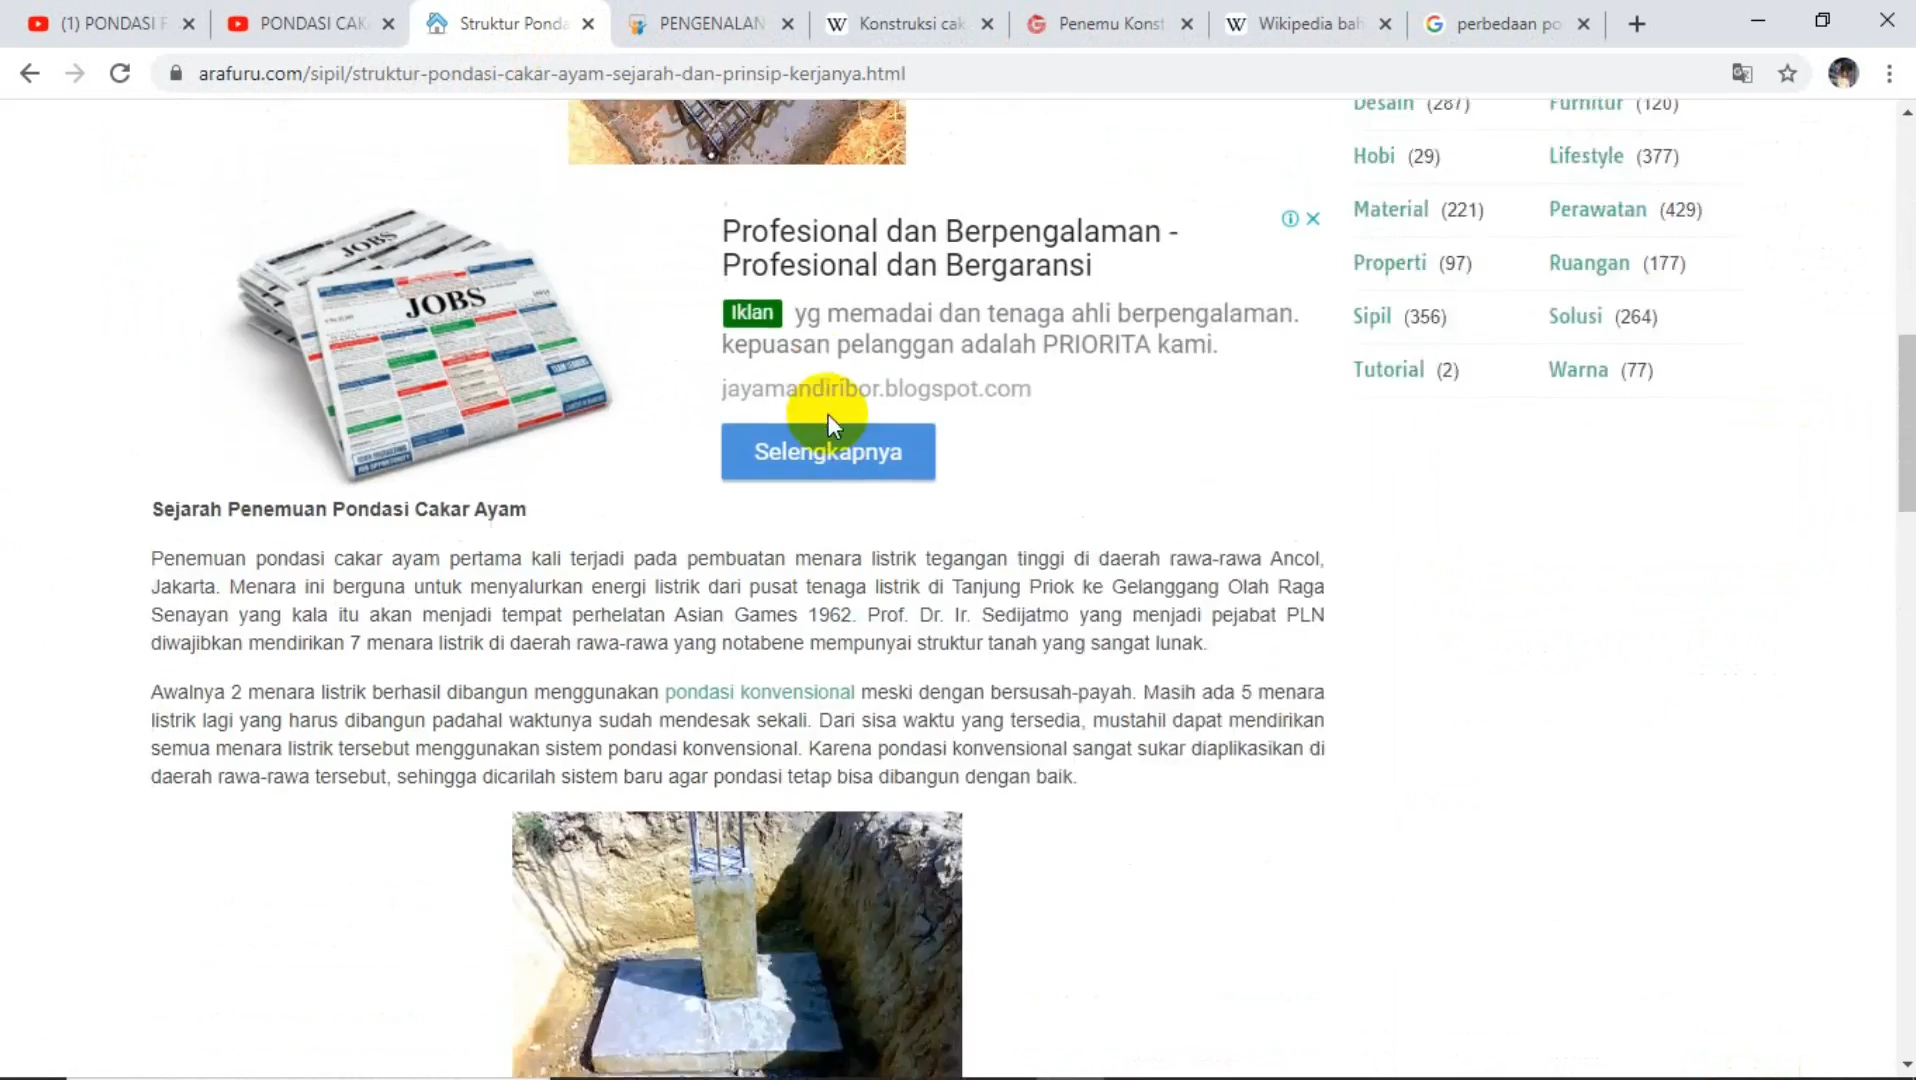 (1) PONDASI F
PONDASI CAK
Struktur Ponda
PENGENALAN
Konstruksi cak
Penemu Konst
Wikipedia bah
perbedaan po
arafuru.com/sipil/struktur-pondasi-cakar-ayam-sejarah-dan-prinsip-kerjanya.html
Desain (287) Furnitur (120)
Hobi (29) Lifestyle (377)
Material (221) Perawatan (429)
Properti (97) Ruangan (177)
Sipil (356) Solusi (264)
Tutorial (2) Warna (77)
JOBS
JOBS
Profesional dan Berpengalaman -
Profesional dan Bergaransi
Iklan yg memadai dan tenaga ahli berpengalaman.
kepuasan pelanggan adalah PRIORITA kami.
jayamandiribor.blogspot.com
Selengkapnya
Sejarah Penemuan Pondasi Cakar Ayam
Penemuan pondasi cakar ayam pertama kali terjadi pada pembuatan menara listrik tegangan tinggi di daerah rawa-rawa Ancol,
Jakarta. Menara ini berguna untuk menyalurkan energi listrik dari pusat tenaga listrik di Tanjung Priok ke Gelanggang Olah Raga
Senayan yang kala itu akan menjadi tempat perhelatan Asian Games 1962. Prof. Dr. Ir. Sedijatmo yang menjadi pejabat PLN
diwajibkan mendirikan 7 menara listrik di daerah rawa-rawa yang notabene mempunyai struktur tanah yang sangat lunak.
Awalnya 2 menara listrik berhasil dibangun menggunakan pondasi konvensional meski dengan bersusah-payah. Masih ada 5 menara
listrik lagi yang harus dibangun padahal waktunya sudah mendesak sekali. Dari sisa waktu yang tersedia, mustahil dapat mendirikan
semua menara listrik tersebut menggunakan sistem pondasi konvensional. Karena pondasi konvensional sangat sukar diaplikasikan di
daerah rawa-rawa tersebut, sehingga dicarilah sistem baru agar pondasi tetap bisa dibangun dengan baik.